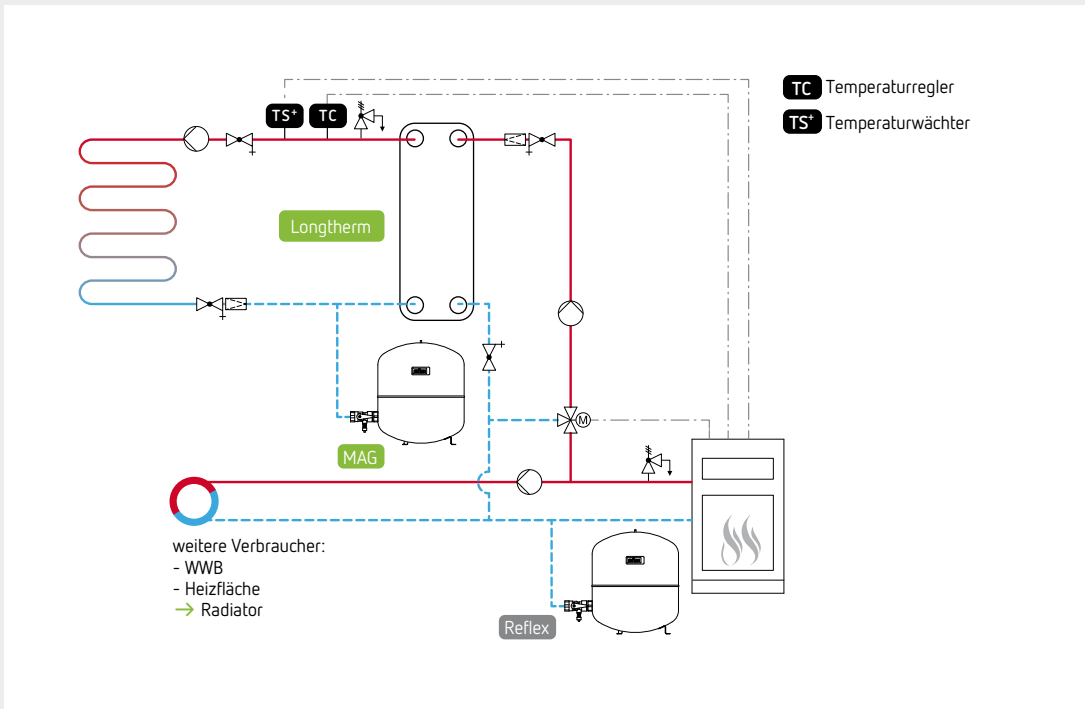 TC Temperaturregler
TS⁺ Temperaturwächter
TS⁺
TC
Longtherm
M
MAG
weitere Verbraucher:
- WWB
- Heizfläche
→ Radiator
Reflex